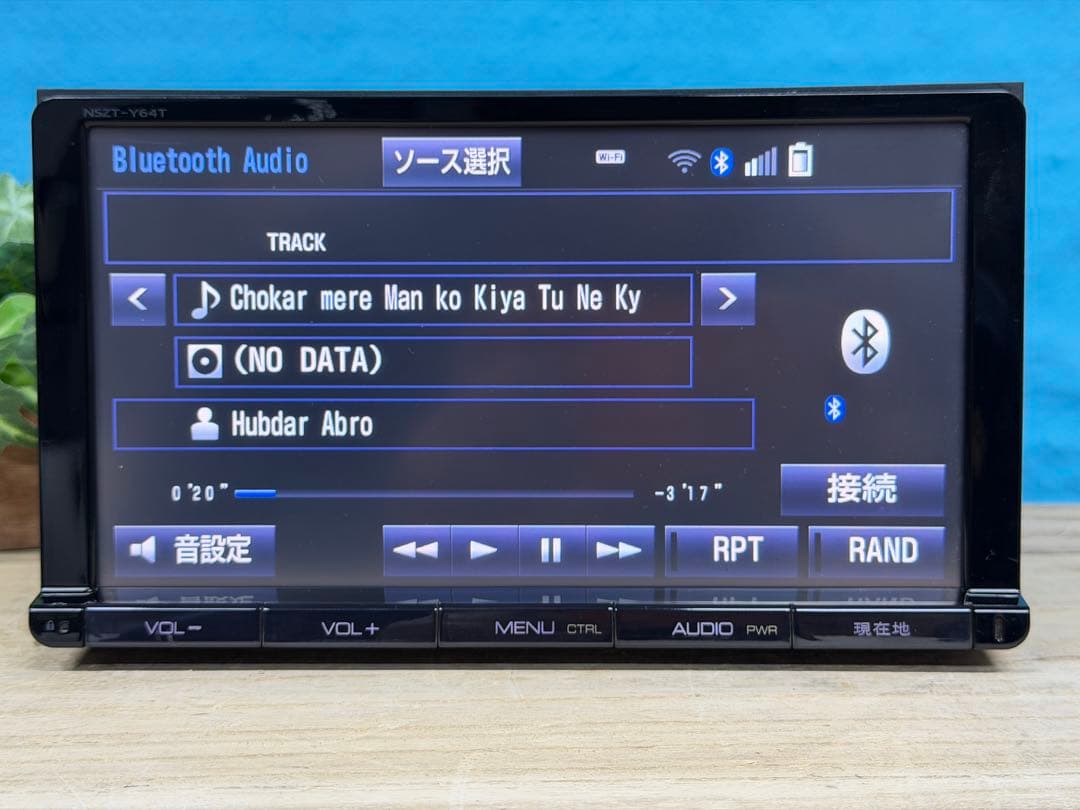 NSZT-Y64T
Bluetooth Audio ソース選択 Wi-Fi
TRACK
Chokar mere Man ko Kiya Tu Ne Ky
(NO DATA)
Hubdar Abro
0'20" -3'17"
接続
音設定 RPT RAND
VOL- VOL+ MENU CTRL AUDIO PWR 現在地